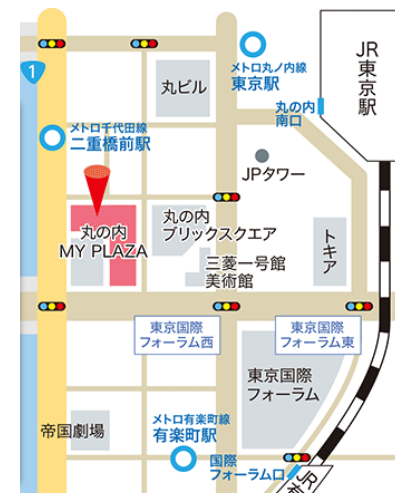 JR
東京駅
メトロ丸ノ内線
東京駅
1
丸ビル
丸の内
南口
メトロ千代田線
二重橋前駅
JPタワー
丸の内
MY PLAZA
丸の内
ブリックスクエア
トキア
三菱一号館
美術館
東京国際
フォーラム西
東京国際
フォーラム東
東京国際
フォーラム
帝国劇場
メトロ有楽町線
有楽町駅
国際
フォーラム口
JR